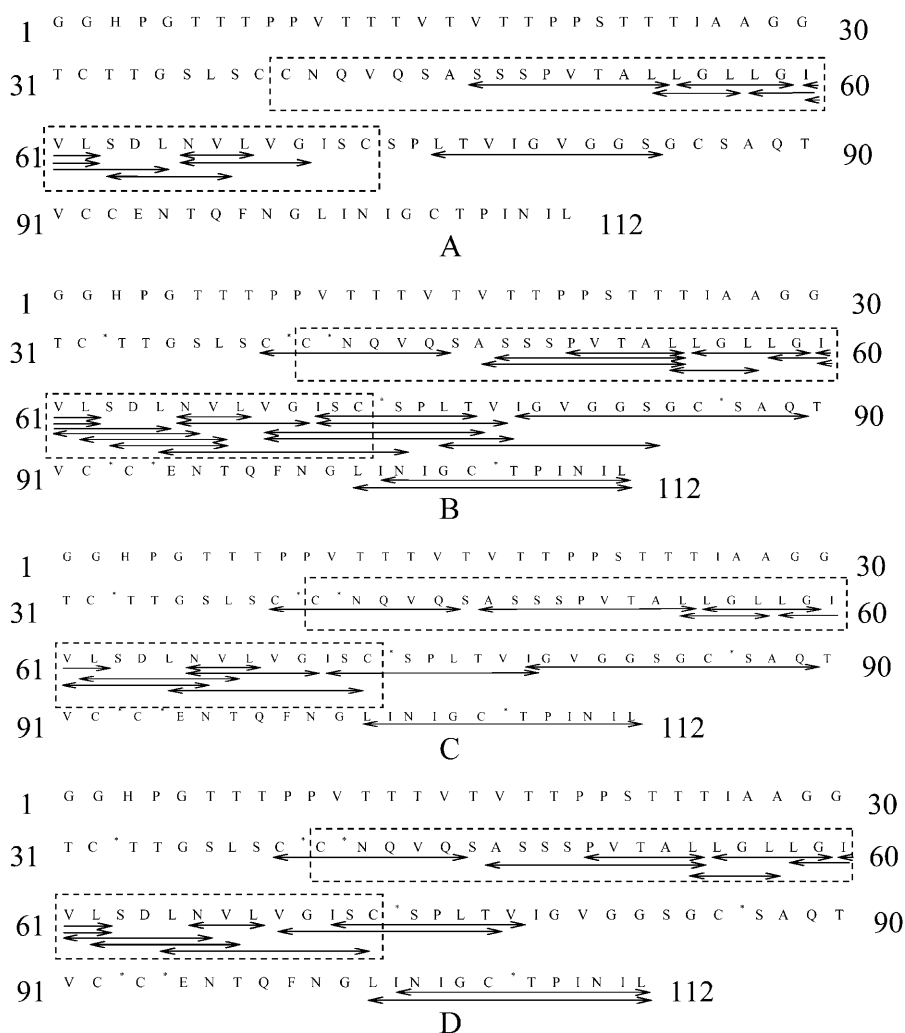 1 G G H P G T T T P P V T T T V T V T T P P S T T T I A A G G 30
31 T C T T G S L S C C N Q V Q S A S S S P V T A L L G L L G I 60
61 V L S D L N V L V G I S C S P L T V I G V G G S G C S A Q T 90
91 V C C E N T Q F N G L I N I G C T P I N I L 112
A
1 G G H P G T T T P P V T T T V T V T T P P S T T T I A A G G 30
31 T C * T T G S L S C * C * N Q V Q S A S S S P V T A L L G L L G I 60
61 V L S D L N V L V G I S C * S P L T V I G V G G S G C * S A Q T 90
91 V C * C * E N T Q F N G L I N I G C * T P I N I L 112
B
1 G G H P G T T T P P V T T T V T V T T P P S T T T I A A G G 30
31 T C * T T G S L S C * C * N Q V Q S A S S S P V T A L L G L L G I 60
61 V L S D L N V L V G I S C * S P L T V I G V G G S G C * S A Q T 90
91 V C * C * E N T Q F N G L I N I G C * T P I N I L 112
C
1 G G H P G T T T P P V T T T V T V T T P P S T T T I A A G G 30
31 T C * T T G S L S C * C * N Q V Q S A S S S P V T A L L G L L G I 60
61 V L S D L N V L V G I S C * S P L T V I G V G G S G C * S A Q T 90
91 V C * C * E N T Q F N G L I N I G C * T P I N I L 112
D